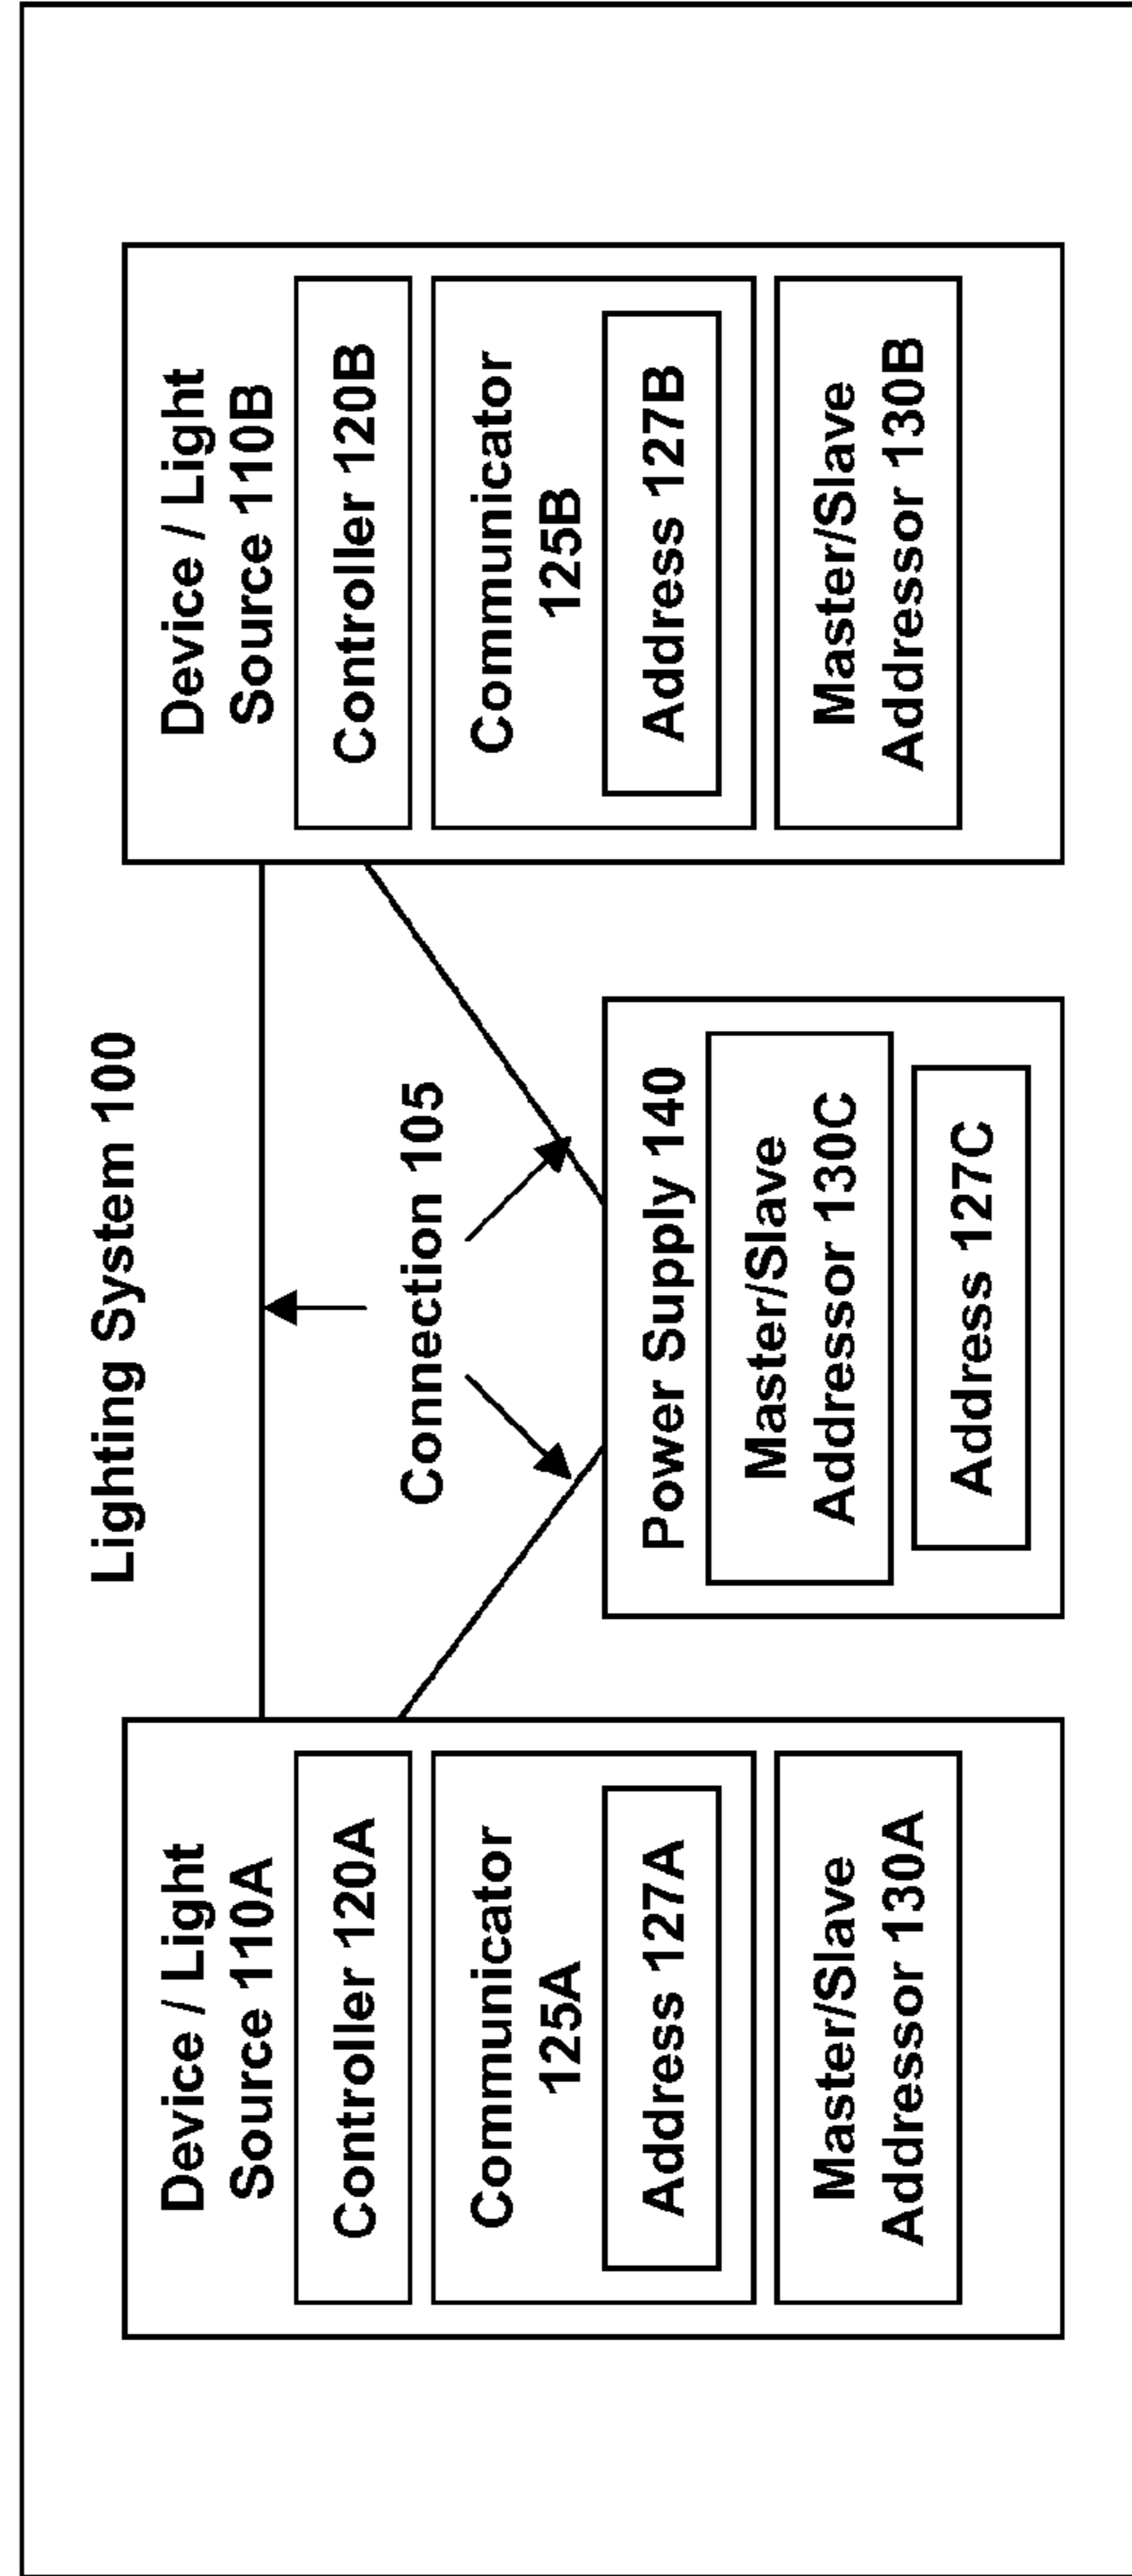 Lighting System 100
Device / Light
Source 110A
Controller 120A
Communicator
125A
Address 127A
Master/Slave
Addressor 130A
Connection 105
Power Supply 140
Master/Slave
Addressor 130C
Address 127C
Device / Light
Source 110B
Controller 120B
Communicator
125B
Address 127B
Master/Slave
Addressor 130B